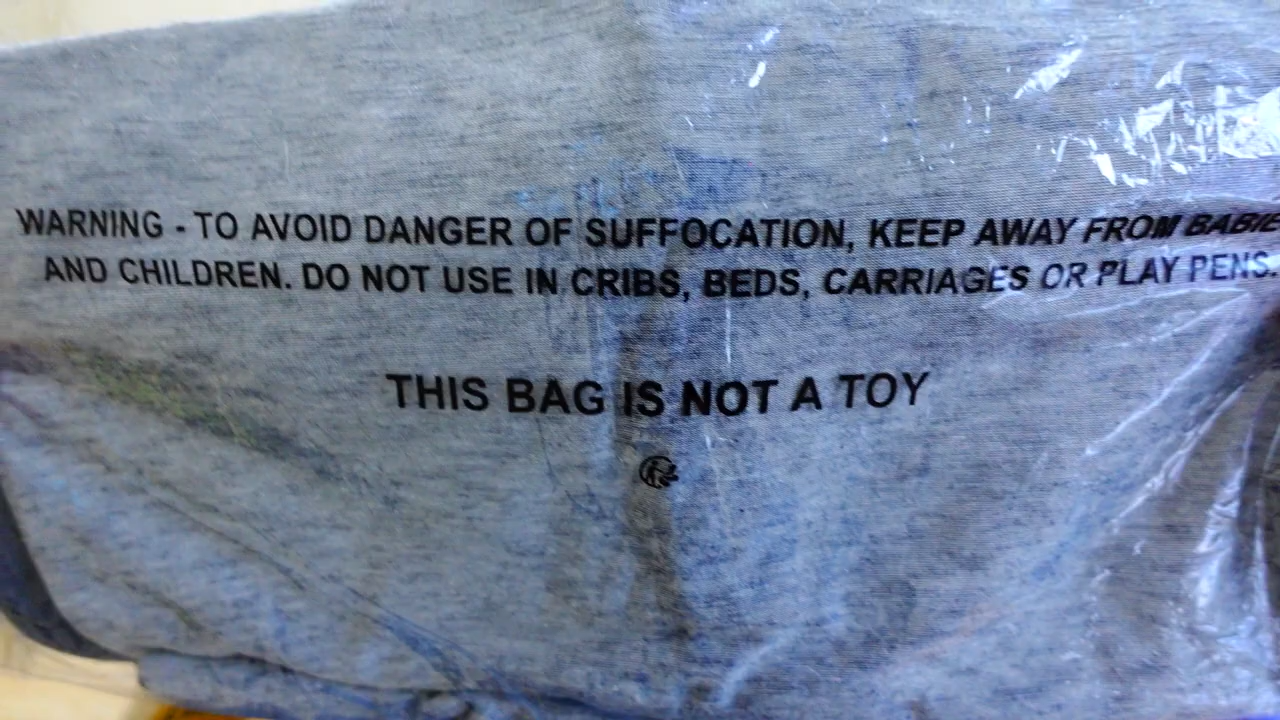 WARNING - TO AVOID DANGER OF SUFFOCATION, KEEP AWAY FROM BABIE
AND CHILDREN. DO NOT USE IN CRIBS, BEDS, CARRIAGES OR PLAY PENS.
THIS BAG IS NOT A TOY